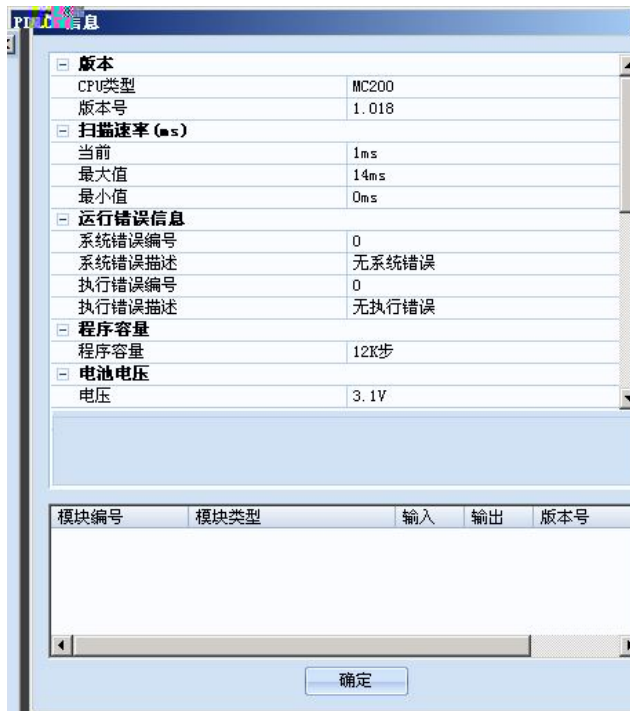 信息
版本
CPU类型 MC200
版本号 1.018
扫描速率(ms)
当前 1ms
最大值 14ms
最小值 0ms
运行错误信息
系统错误编号 0
系统错误描述 无系统错误
执行错误编号 0
执行错误描述 无执行错误
程序容量
程序容量 12K步
电池电压
电压 3.1V
模块编号 模块类型 输入 输出 版本号
确定